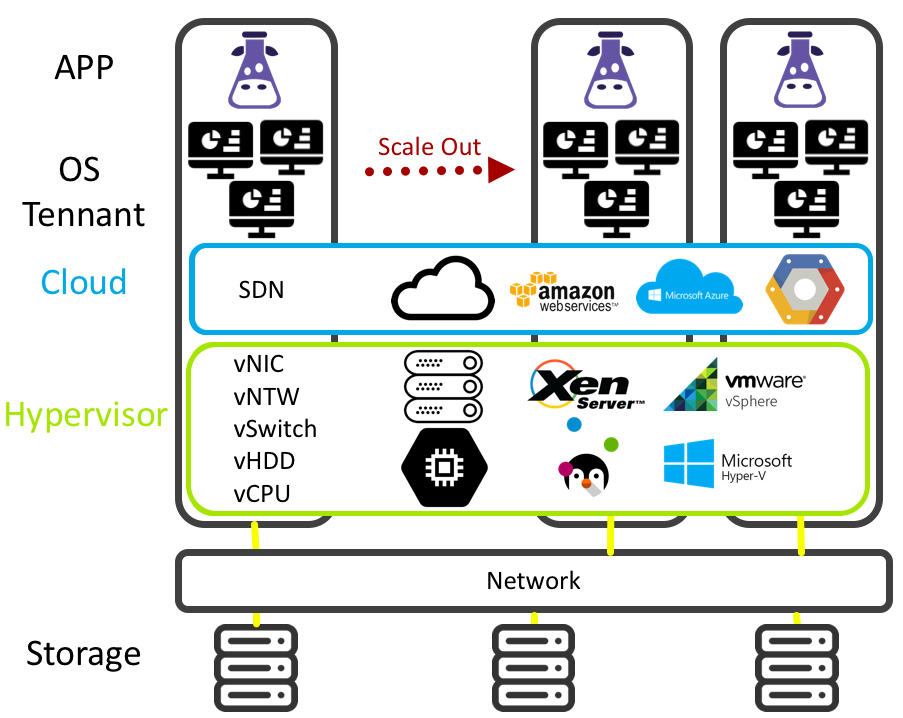 APP
OS
Tennant
Scale Out
Cloud
SDN
amazon
webservices™
Microsoft Azure
Hypervisor
vNIC
vNTW
vSwitch
vHDD
vCPU
Xen
Server™
vmware®
vSphere
Microsoft
Hyper-V
Network
Storage